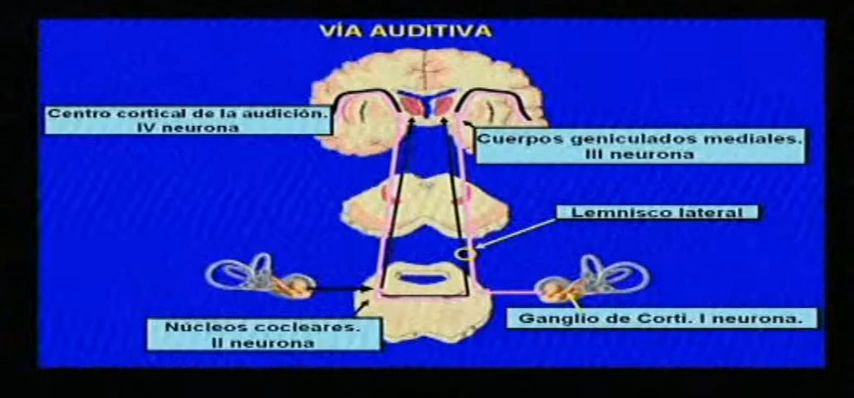 VÍA AUDITIVA
Centro cortical de la audición.
IV neurona
Cuerpos geniculados mediales.
III neurona
Lemnisco lateral
Ganglio de Corti. I neurona.
Núcleos cocleares.
II neurona